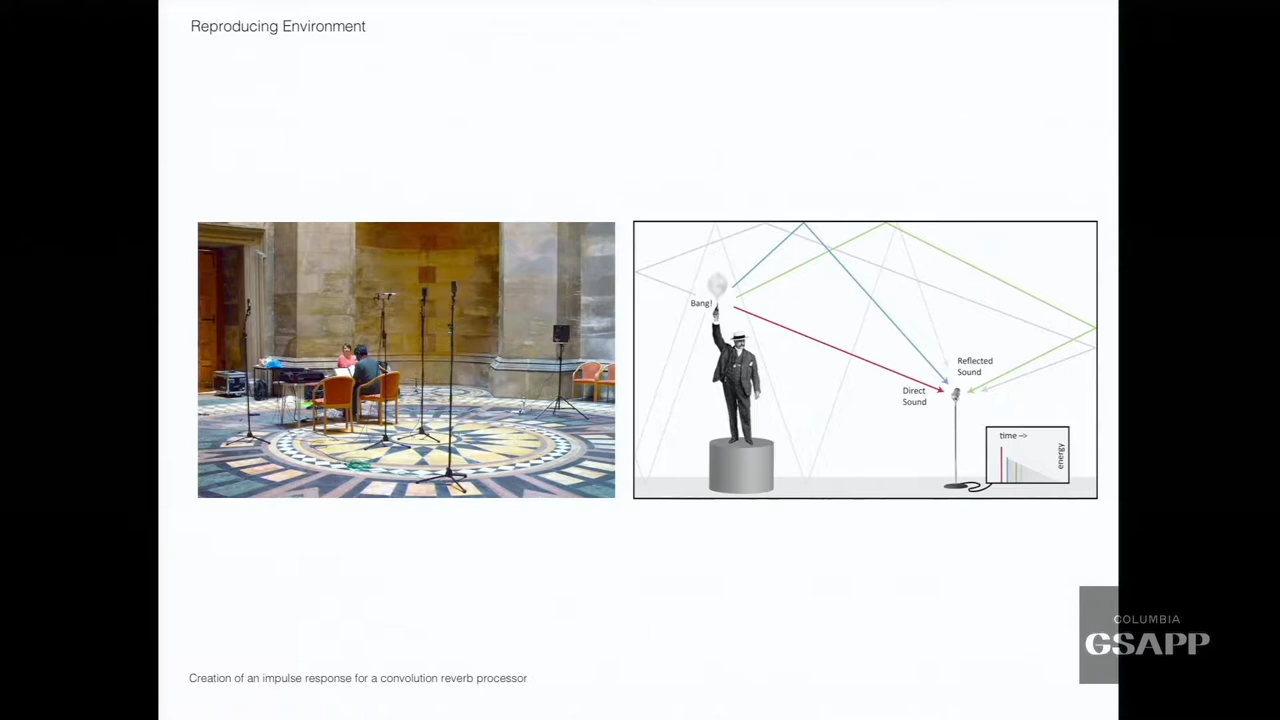 Reproducing Environment
Bang!
Reflected
Sound
Direct
Sound
time –>
energy
COLUMBIA
GSAPP
Creation of an impulse response for a convolution reverb processor